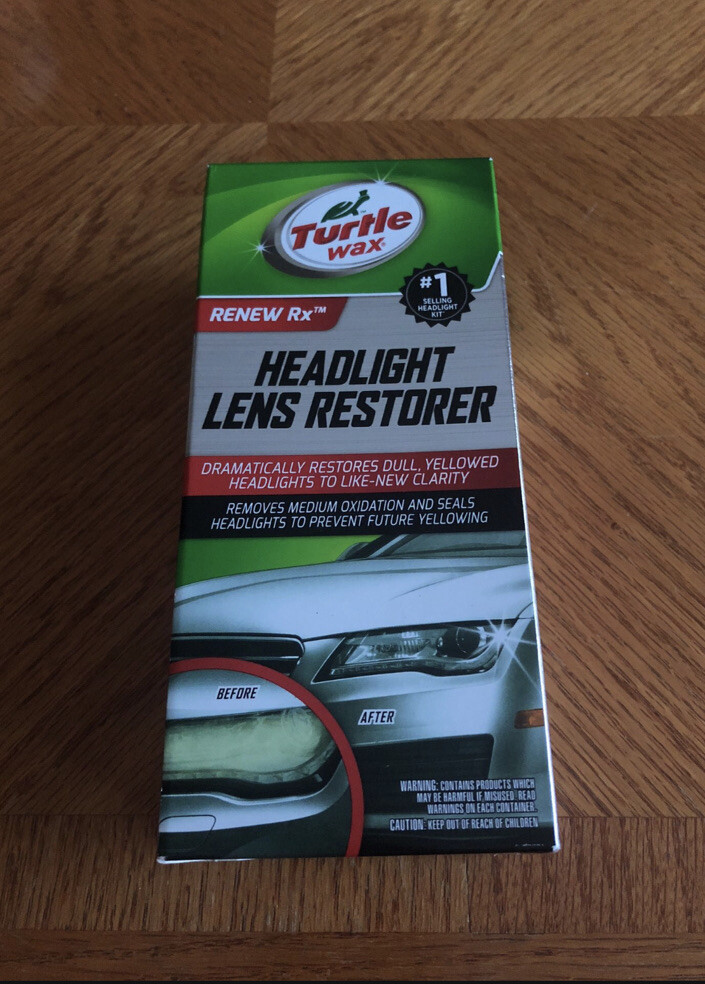 Turtle
wax®
#1
SELLING
HEADLIGHT
KIT*
RENEW Rx™
HEADLIGHT
LENS RESTORER
DRAMATICALLY RESTORES DULL, YELLOWED
HEADLIGHTS TO LIKE-NEW CLARITY
REMOVES MEDIUM OXIDATION AND SEALS
HEADLIGHTS TO PREVENT FUTURE YELLOWING
BEFORE
AFTER
WARNING: CONTAINS PRODUCTS WHICH
MAY BE HARMFUL IF MISUSED. READ
WARNINGS ON EACH CONTAINER.
CAUTION: KEEP OUT OF REACH OF CHILDREN